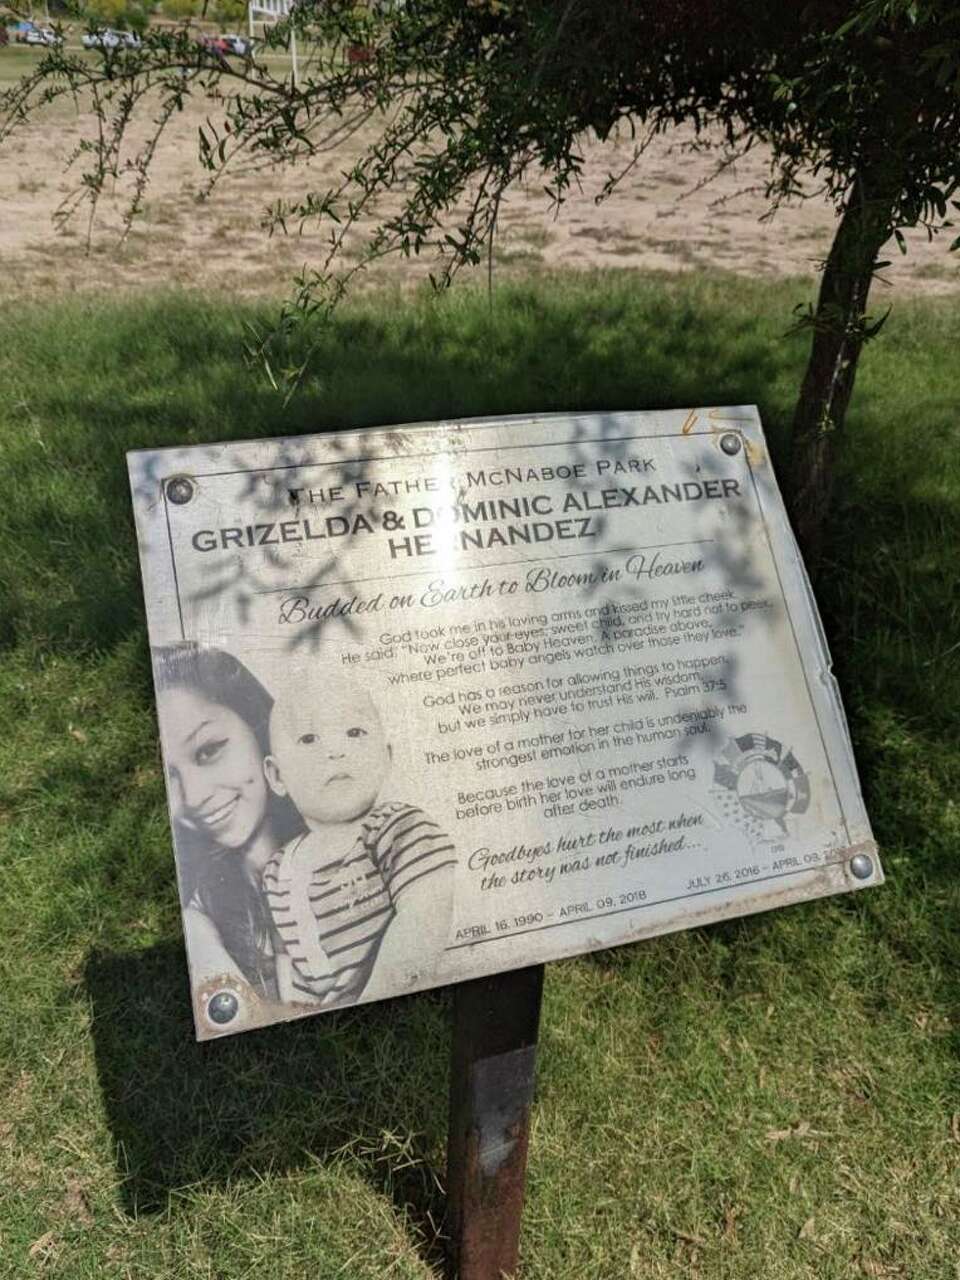 THE FATHER MCNABOE PARK
GRIZELDA & DOMINIC ALEXANDER
HERNANDEZ
Budded on Earth to Bloom in Heaven
God took me in his loving arms and kissed my little cheek
He said, "Now close your eyes, sweet child, and try hard not to peek.
We're off to Baby Heaven. A paradise above,
where perfect baby angels watch over those they love."
God has a reason for allowing things to happen.
We may never understand His wisdom,
but we simply have to trust His will. Psalm 37:5
The love of a mother for her child is undeniably the
strongest emotion in the human soul.
Because the love of a mother starts
before birth her love will endure long
after death.
Goodbyes hurt the most when
the story was not finished...
APRIL 16, 1990 – APRIL 09, 2018
JULY 26, 2016 – APRIL 09,